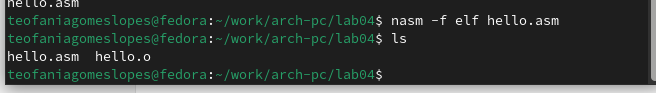 hello.asm
teofaniagomeslopes@fedora:~/work/arch-pc/lab04$ nasm -f elf hello.asm
teofaniagomeslopes@fedora:~/work/arch-pc/lab04$ ls
hello.asm  hello.o
teofaniagomeslopes@fedora:~/work/arch-pc/lab04$